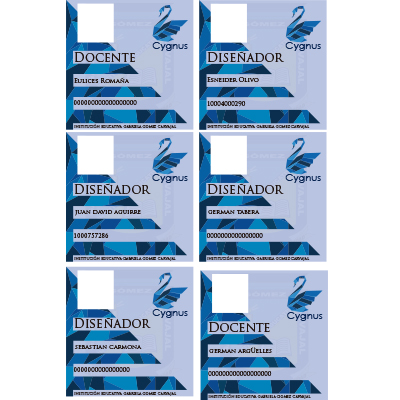 Cygnus
DOCENTE
EULICES ROMAÑA
000000000000000000
INSTITUCIÓN EDUCATIVA GABRIELA GOMEZ CARVAJAL
Cygnus
DISEÑADOR
ESNEIDER OLIVO
10004000290
INSTITUCIÓN EDUCATIVA GABRIELA GOMEZ CARVAJAL
Cygnus
DISEÑADOR
JUAN DAVID AGUIRRE
1000757286
INSTITUCIÓN EDUCATIVA GABRIELA GOMEZ CARVAJAL
Cygnus
DISEÑADOR
GERMAN TABERA
0000000000000000
INSTITUCIÓN EDUCATIVA GABRIELA GOMEZ CARVAJAL
Cygnus
DISEÑADOR
SEBASTIAN CARMONA
0000000000000000
INSTITUCIÓN EDUCATIVA GABRIELA GOMEZ CARVAJAL
Cygnus
DOCENTE
GERMAN ARGÜELLES
000000000000000000
INSTITUCIÓN EDUCATIVA GABRIELA GOMEZ CARVAJAL